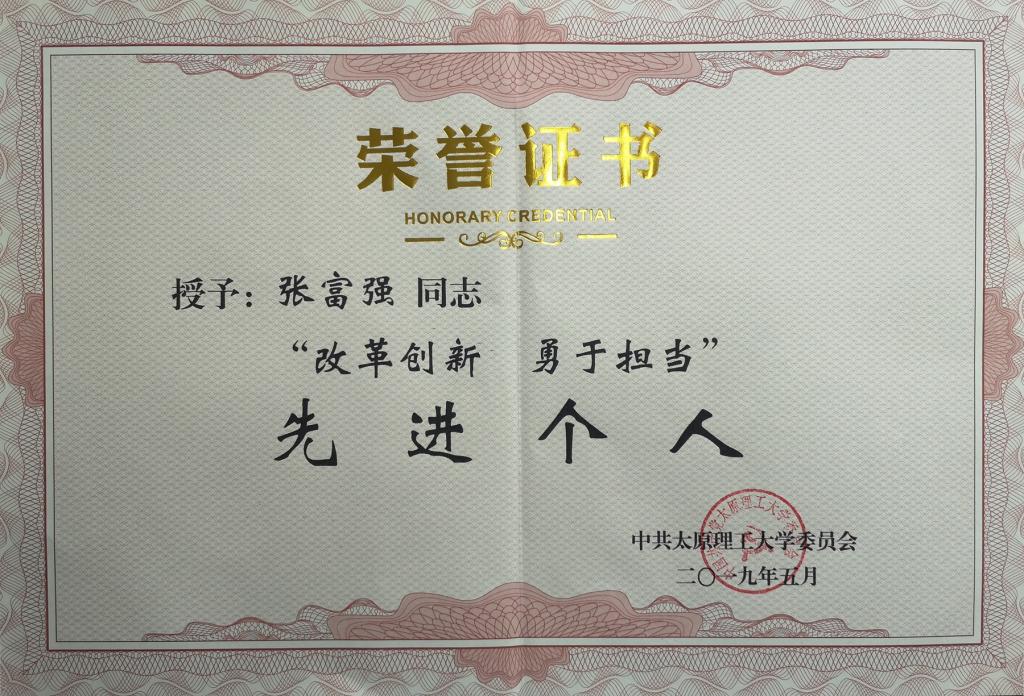 荣誉证书
HONORARY CREDENTIAL
授予：张富强 同志
“改革创新 勇于担当”
先进个人
中共太原理工大学委员会
二〇一九年五月